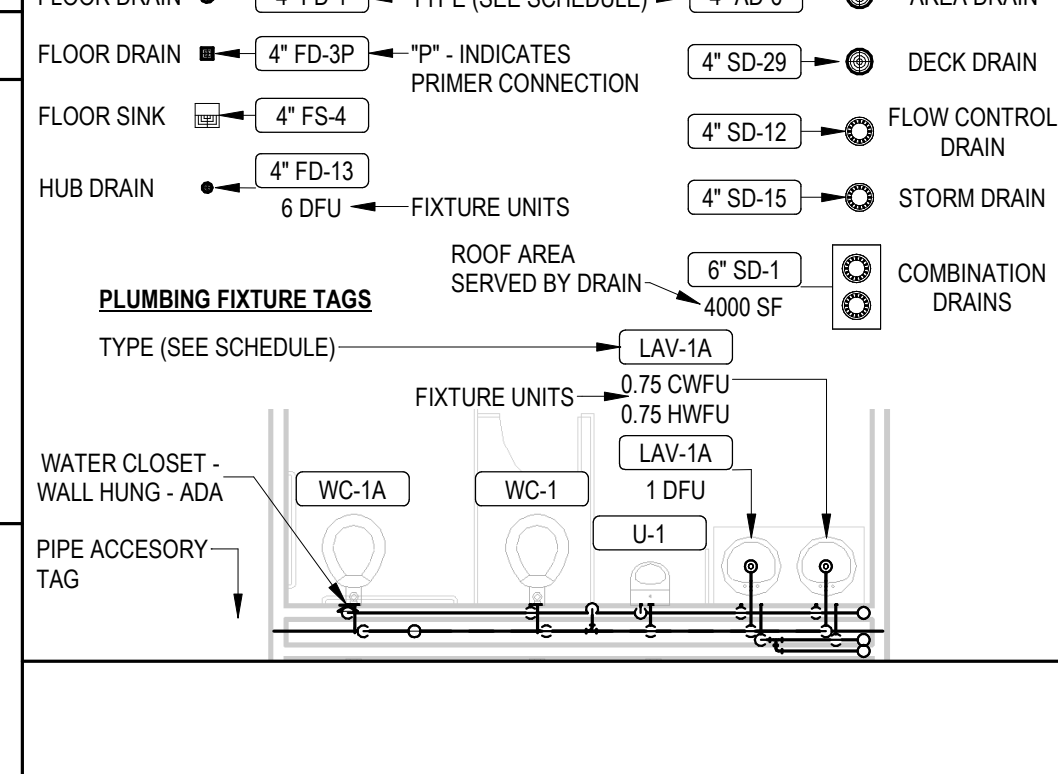 FLOOR DRAIN
4" FD-3P
"P" - INDICATES
PRIMER CONNECTION
4" SD-29
DECK DRAIN
FLOOR SINK
4" FS-4
4" SD-12
FLOW CONTROL
DRAIN
HUB DRAIN
4" FD-13
6 DFU
FIXTURE UNITS
4" SD-15
STORM DRAIN
ROOF AREA
SERVED BY DRAIN
6" SD-1
4000 SF
COMBINATION
DRAINS
PLUMBING FIXTURE TAGS
TYPE (SEE SCHEDULE)
LAV-1A
FIXTURE UNITS
0.75 CWFU
0.75 HWFU
LAV-1A
1 DFU
WATER CLOSET -
WALL HUNG - ADA
WC-1A
WC-1
U-1
PIPE ACCESORY
TAG